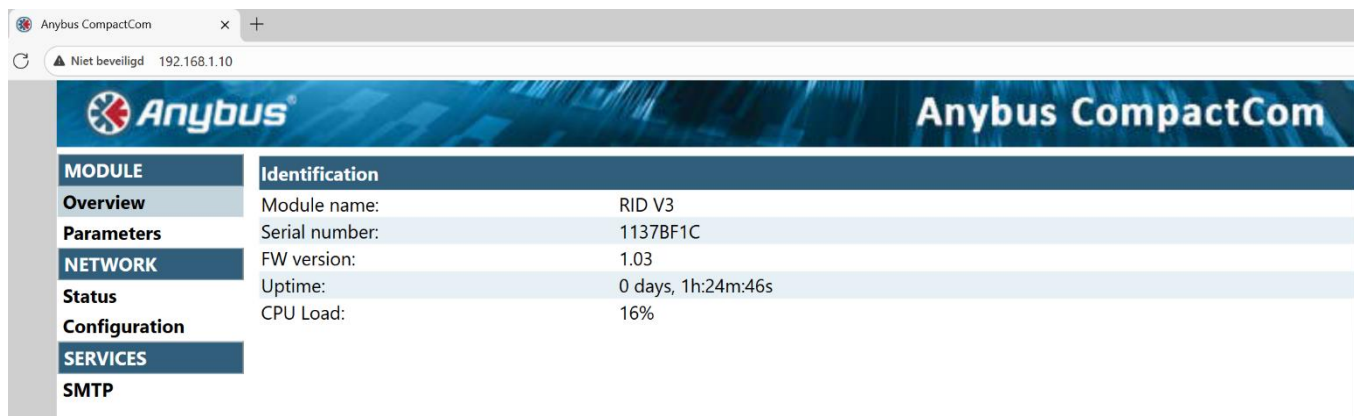 Anybus CompactCom
Niet beveiligd 192.168.1.10
Anybus® Anybus CompactCom
MODULE
Overview
Parameters
NETWORK
Status
Configuration
SERVICES
SMTP
Identification
Module name: RID V3
Serial number: 1137BF1C
FW version: 1.03
Uptime: 0 days, 1h:24m:46s
CPU Load: 16%